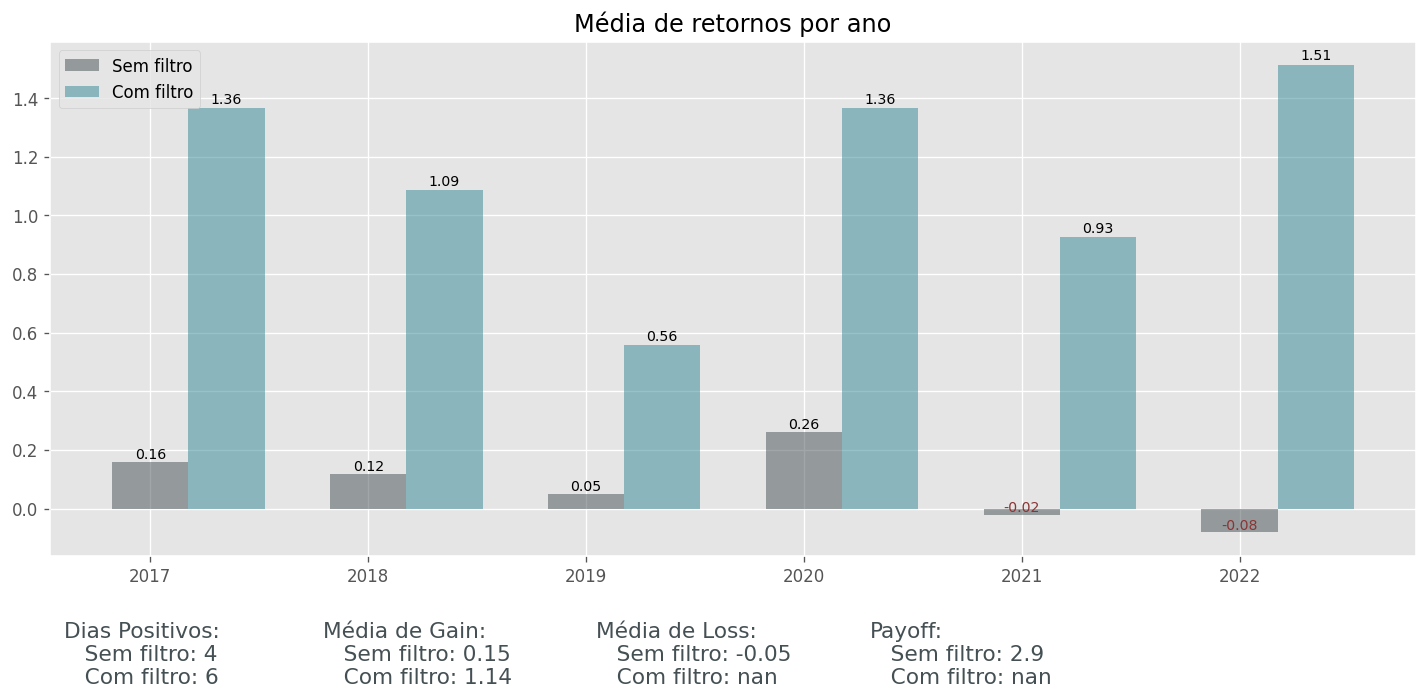 Média de retornos por ano
Sem filtro
Com filtro
1.4
1.2
1.0
0.8
0.6
0.4
0.2
0.0
0.16
1.36
0.12
1.09
0.05
0.56
0.26
1.36
-0.02
0.93
-0.08
1.51
2017 2018 2019 2020 2021 2022
Dias Positivos:
Sem filtro: 4
Com filtro: 6
Média de Gain:
Sem filtro: 0.15
Com filtro: 1.14
Média de Loss:
Sem filtro: -0.05
Com filtro: nan
Payoff:
Sem filtro: 2.9
Com filtro: nan